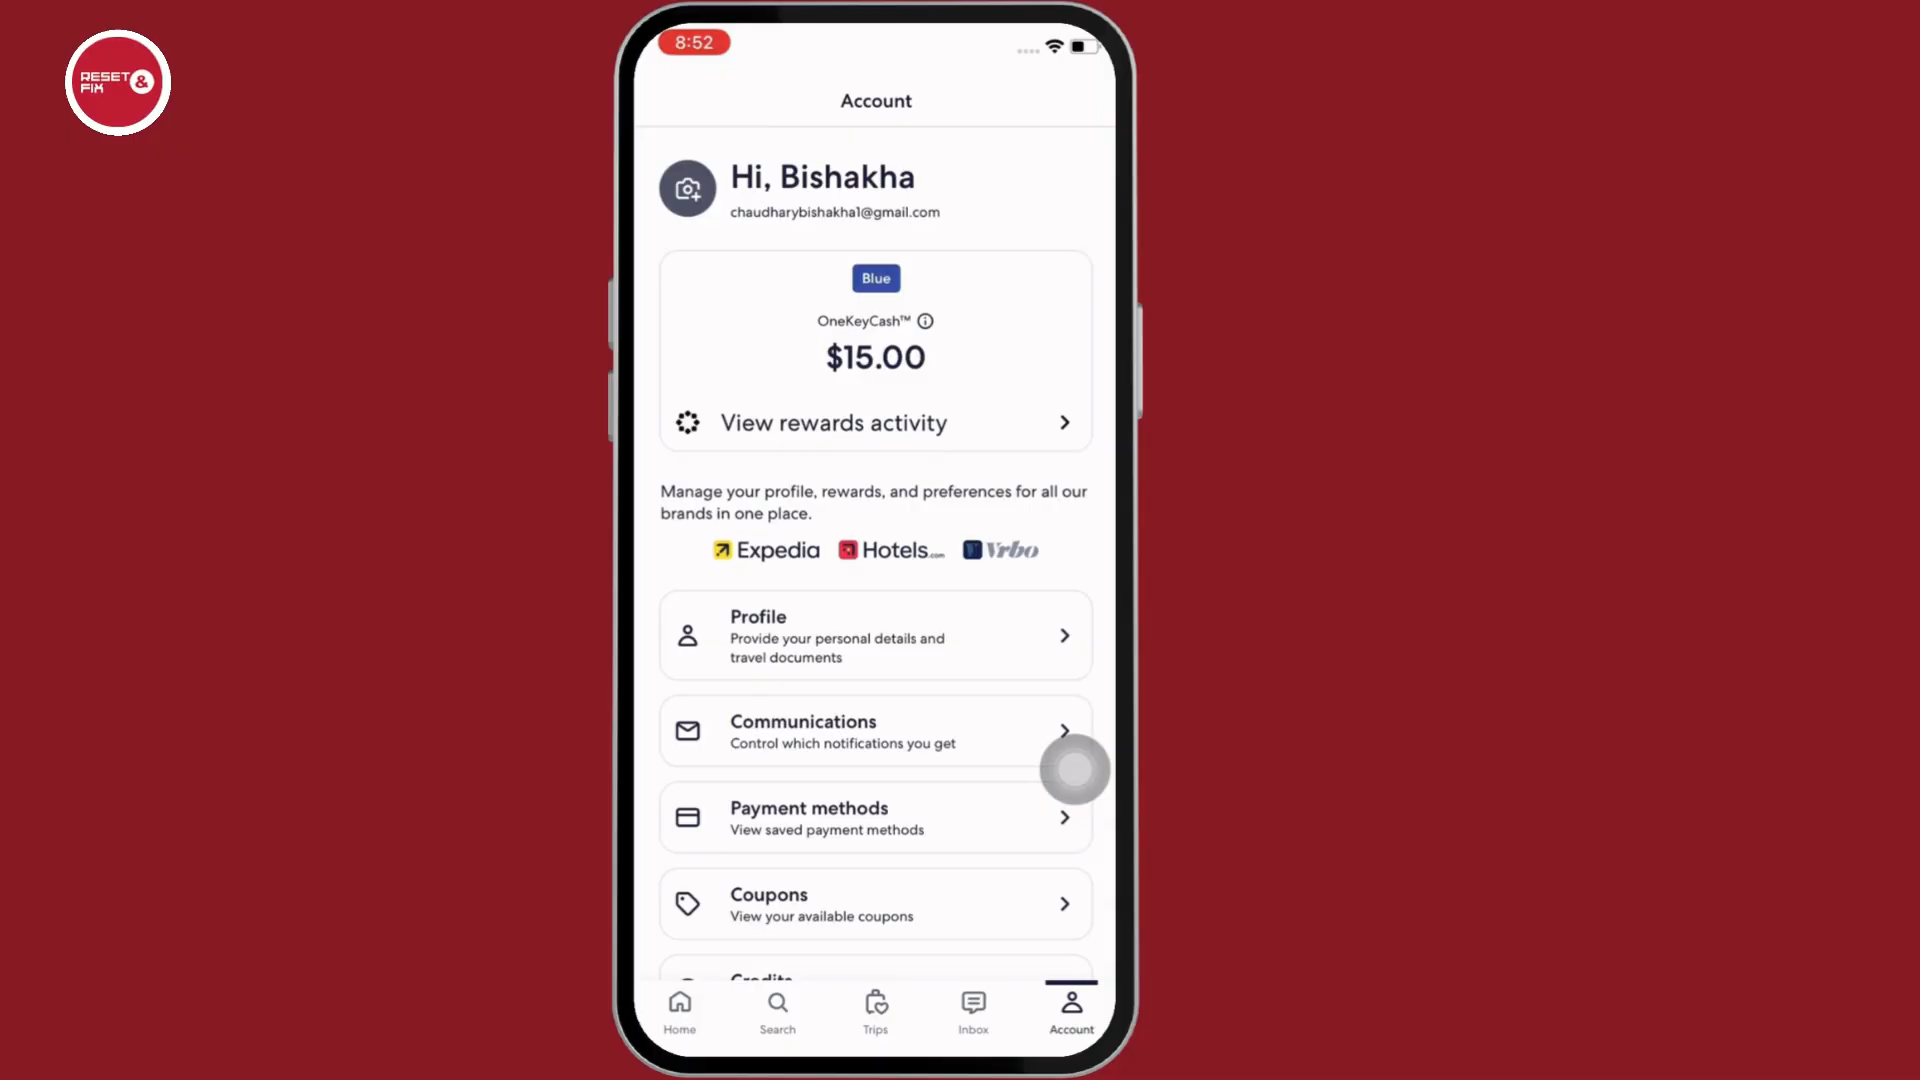 RESET &
FIX
8:52
Account
Hi, Bishakha
chaudharybishakha1@gmail.com
Blue
OneKeyCash™
$15.00
View rewards activity
Manage your profile, rewards, and preferences for all our
brands in one place.
Expedia Hotels.com Vrbo
Profile
Provide your personal details and
travel documents
Communications
Control which notifications you get
Payment methods
View saved payment methods
Coupons
View your available coupons
Credits
Home Search Trips Inbox Account